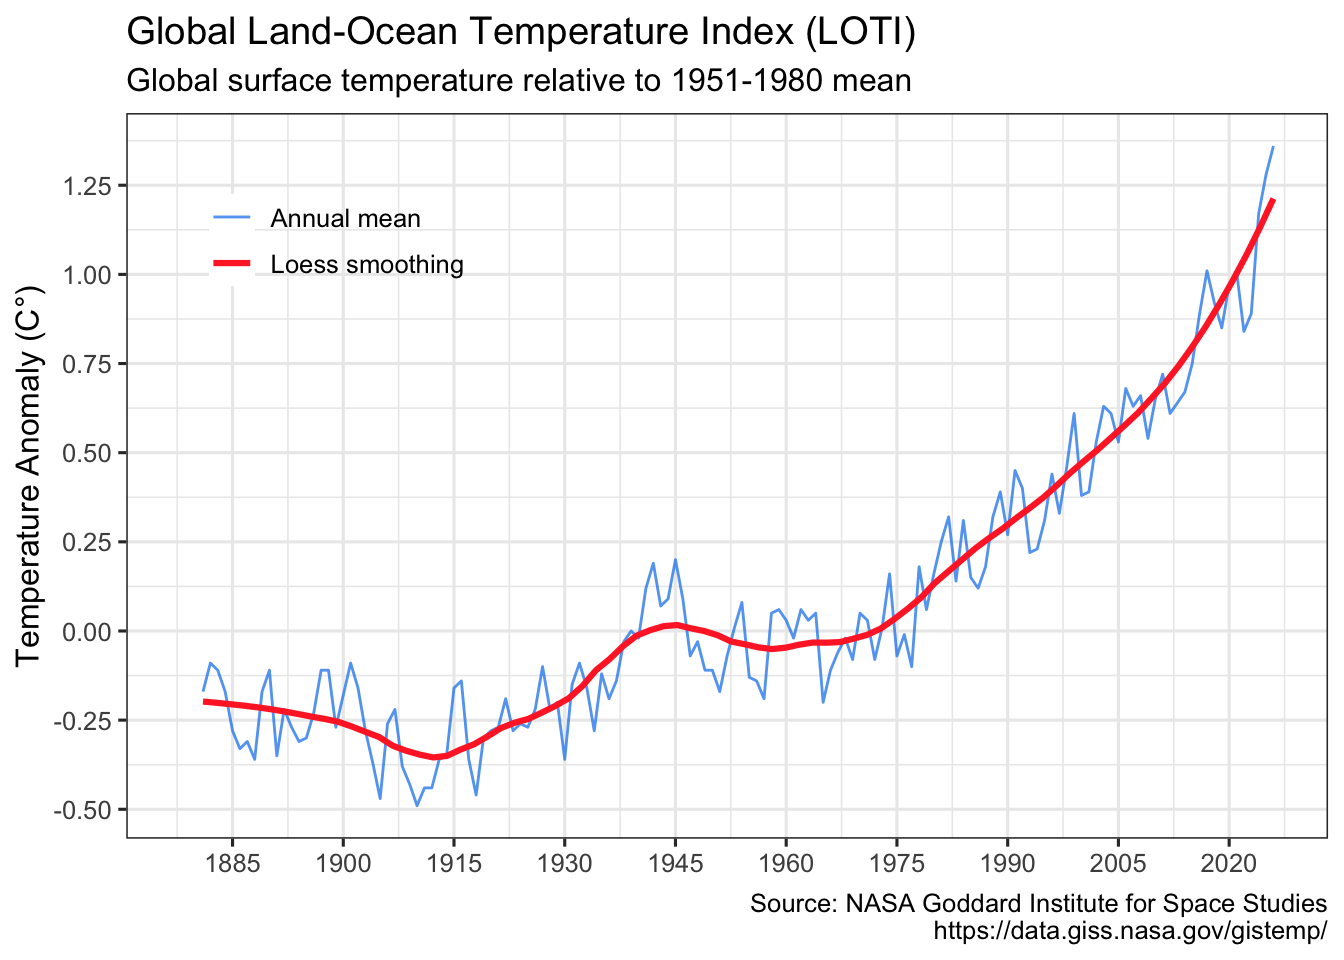 Global Land-Ocean Temperature Index (LOTI)
Global surface temperature relative to 1951-1980 mean
Temperature Anomaly (C°)
1.25
1.00
0.75
0.50
0.25
0.00
-0.25
-0.50
Annual mean
Loess smoothing
1885 1900 1915 1930 1945 1960 1975 1990 2005 2020
Source: NASA Goddard Institute for Space Studies
https://data.giss.nasa.gov/gistemp/